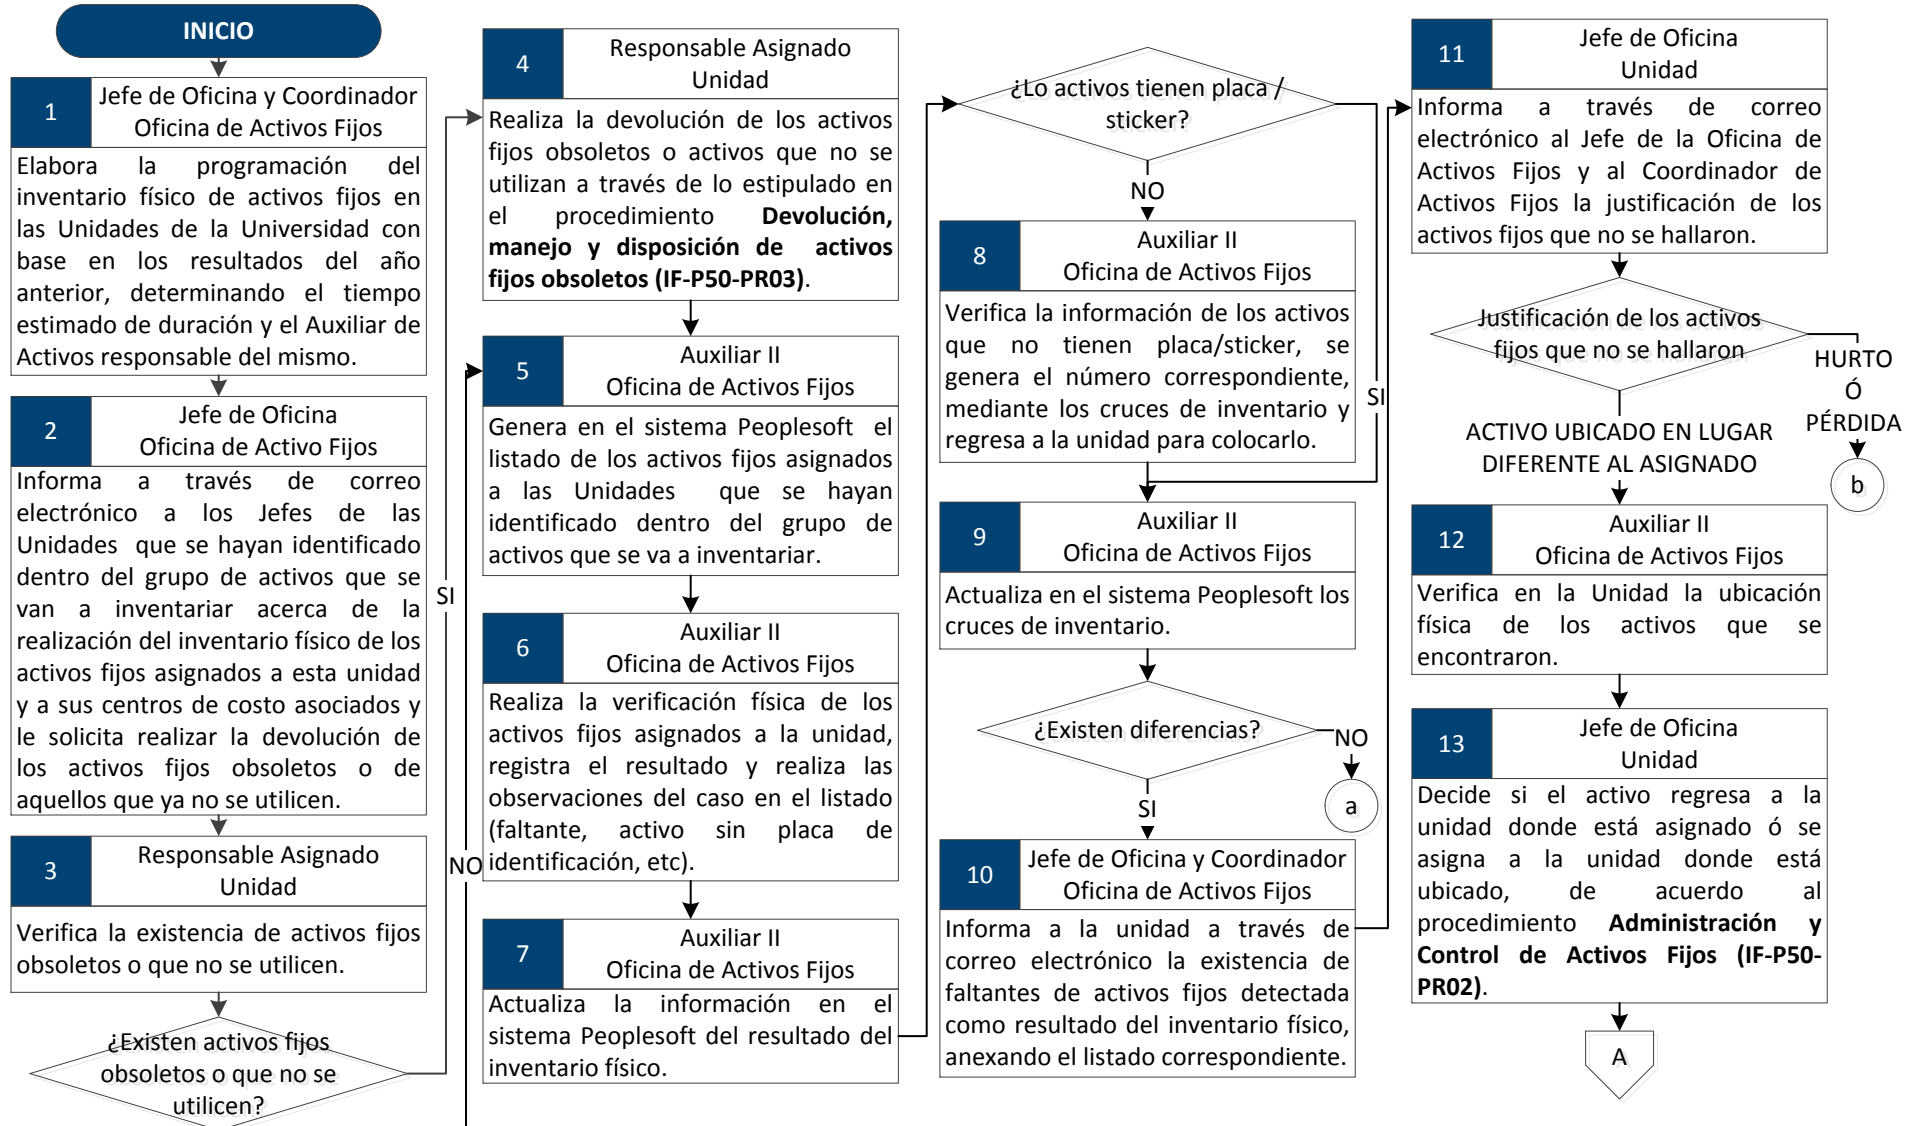 INICIO
1
Jefe de Oficina y Coordinador
Oficina de Activos Fijos
Elabora la programación del
inventario físico de activos fijos en
las Unidades de la Universidad con
base en los resultados del año
anterior, determinando el tiempo
estimado de duración y el Auxiliar de
Activos responsable del mismo.
2
Jefe de Oficina
Oficina de Activo Fijos
Informa a través de correo
electrónico a los Jefes de las
Unidades que se hayan identificado
dentro del grupo de activos que se
van a inventariar acerca de la
realización del inventario físico de los
activos fijos asignados a esta unidad
y a sus centros de costo asociados y
le solicita realizar la devolución de
los activos fijos obsoletos o de
aquellos que ya no se utilicen.
3
Responsable Asignado
Unidad
Verifica la existencia de activos fijos
obsoletos o que no se utilicen.
¿Existen activos fijos
obsoletos o que no se
utilicen?
SI
NO
4
Responsable Asignado
Unidad
Realiza la devolución de los activos
fijos obsoletos o activos que no se
utilizan a través de lo estipulado en
el procedimiento Devolución,
manejo y disposición de activos
fijos obsoletos (IF-P50-PR03).
5
Auxiliar II
Oficina de Activos Fijos
Genera en el sistema Peoplesoft el
listado de los activos fijos asignados
a las Unidades que se hayan
identificado dentro del grupo de
activos que se va a inventariar.
6
Auxiliar II
Oficina de Activos Fijos
Realiza la verificación física de los
activos fijos asignados a la unidad,
registra el resultado y realiza las
observaciones del caso en el listado
(faltante, activo sin placa de
identificación, etc).
7
Auxiliar II
Oficina de Activos Fijos
Actualiza la información en el
sistema Peoplesoft del resultado del
inventario físico.
¿Lo activos tienen placa /
sticker?
NO
SI
8
Auxiliar II
Oficina de Activos Fijos
Verifica la información de los activos
que no tienen placa/sticker, se
genera el número correspondiente,
mediante los cruces de inventario y
regresa a la unidad para colocarlo.
9
Auxiliar II
Oficina de Activos Fijos
Actualiza en el sistema Peoplesoft los
cruces de inventario.
¿Existen diferencias?
NO
a
SI
10
Jefe de Oficina y Coordinador
Oficina de Activos Fijos
Informa a la unidad a través de
correo electrónico la existencia de
faltantes de activos fijos detectada
como resultado del inventario físico,
anexando el listado correspondiente.
11
Jefe de Oficina
Unidad
Informa a través de correo
electrónico al Jefe de la Oficina de
Activos Fijos y al Coordinador de
Activos Fijos la justificación de los
activos fijos que no se hallaron.
Justificación de los activos
fijos que no se hallaron
HURTO
Ó
PÉRDIDA
b
ACTIVO UBICADO EN LUGAR
DIFERENTE AL ASIGNADO
12
Auxiliar II
Oficina de Activos Fijos
Verifica en la Unidad la ubicación
física de los activos que se
encontraron.
13
Jefe de Oficina
Unidad
Decide si el activo regresa a la
unidad donde está asignado ó se
asigna a la unidad donde está
ubicado, de acuerdo al
procedimiento Administración y
Control de Activos Fijos (IF-P50-
PR02).
A